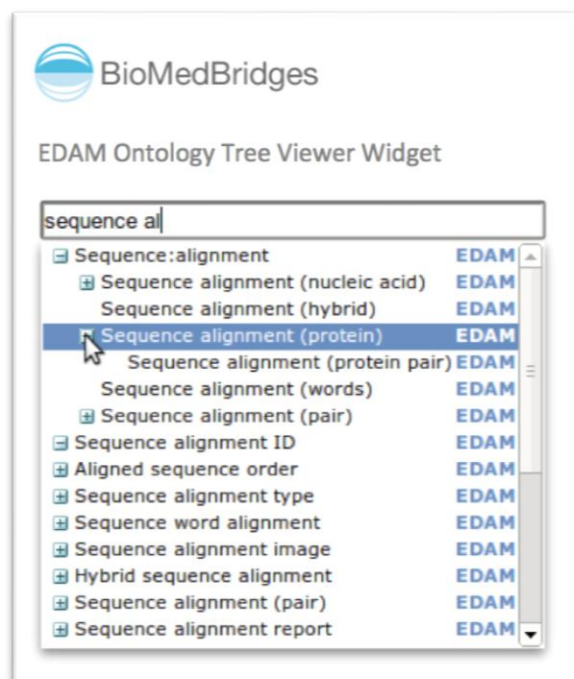 BioMedBridges
EDAM Ontology Tree Viewer Widget
sequence al
Sequence:alignment EDAM
Sequence alignment (nucleic acid) EDAM
Sequence alignment (hybrid) EDAM
Sequence alignment (protein) EDAM
Sequence alignment (protein pair) EDAM
Sequence alignment (words) EDAM
Sequence alignment (pair) EDAM
Sequence alignment ID EDAM
Aligned sequence order EDAM
Sequence alignment type EDAM
Sequence word alignment EDAM
Sequence alignment image EDAM
Hybrid sequence alignment EDAM
Sequence alignment (pair) EDAM
Sequence alignment report EDAM